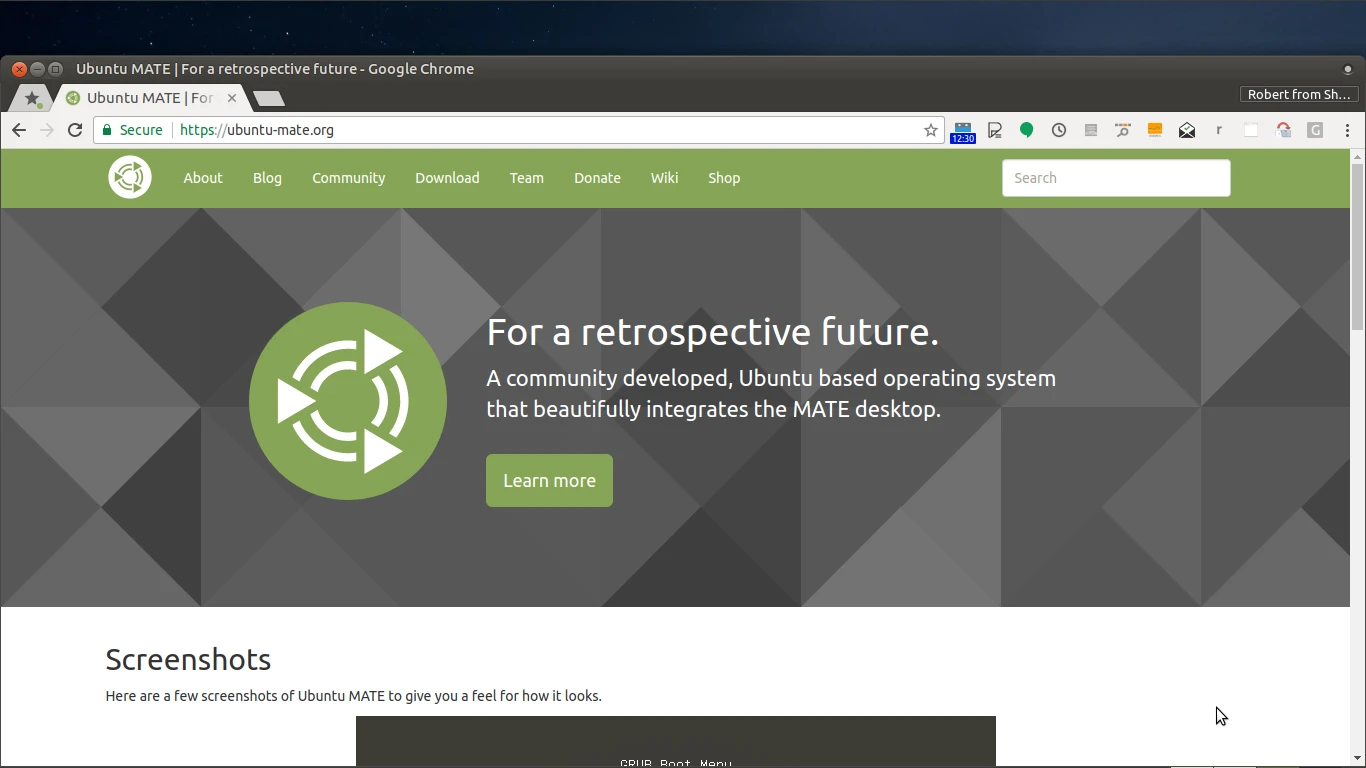 Ubuntu MATE | For a retrospective future - Google Chrome
Ubuntu MATE | For
Robert from Sh…
Secure
https://ubuntu-mate.org
12:30
r
G
About
Blog
Community
Download
Team
Donate
Wiki
Shop
Search
For a retrospective future.
A community developed, Ubuntu based operating system
that beautifully integrates the MATE desktop.
Learn more
Screenshots
Here are a few screenshots of Ubuntu MATE to give you a feel for how it looks.
GRUB Boot Menu